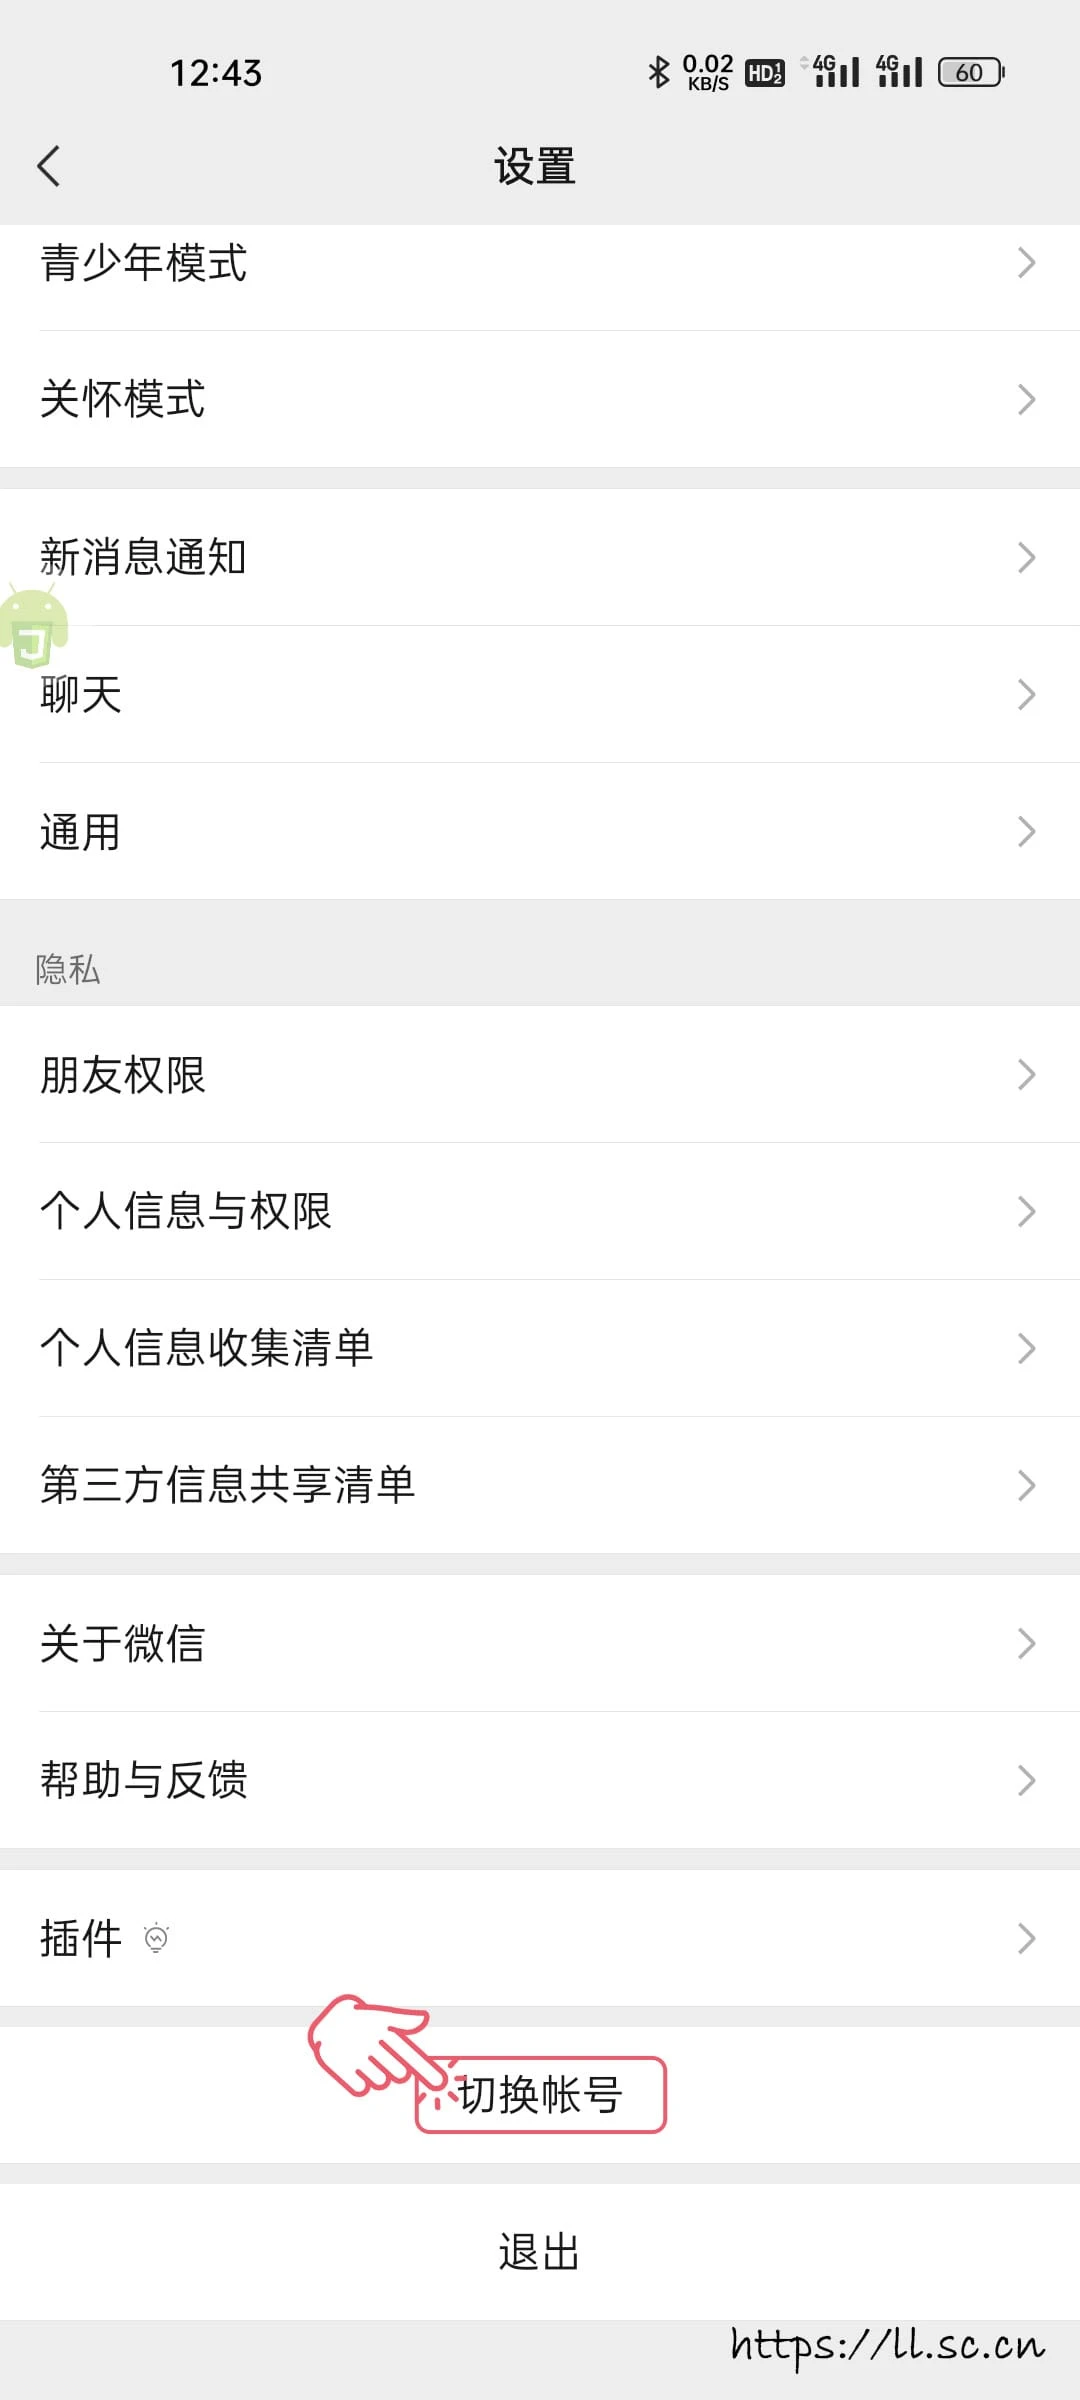 12:43 0.02 KB/S HD 1 2 4G 4G 60
设置
青少年模式
关怀模式
新消息通知
聊天
通用
隐私
朋友权限
个人信息与权限
个人信息收集清单
第三方信息共享清单
关于微信
帮助与反馈
插件
切换帐号
退出
https://ll.sc.cn